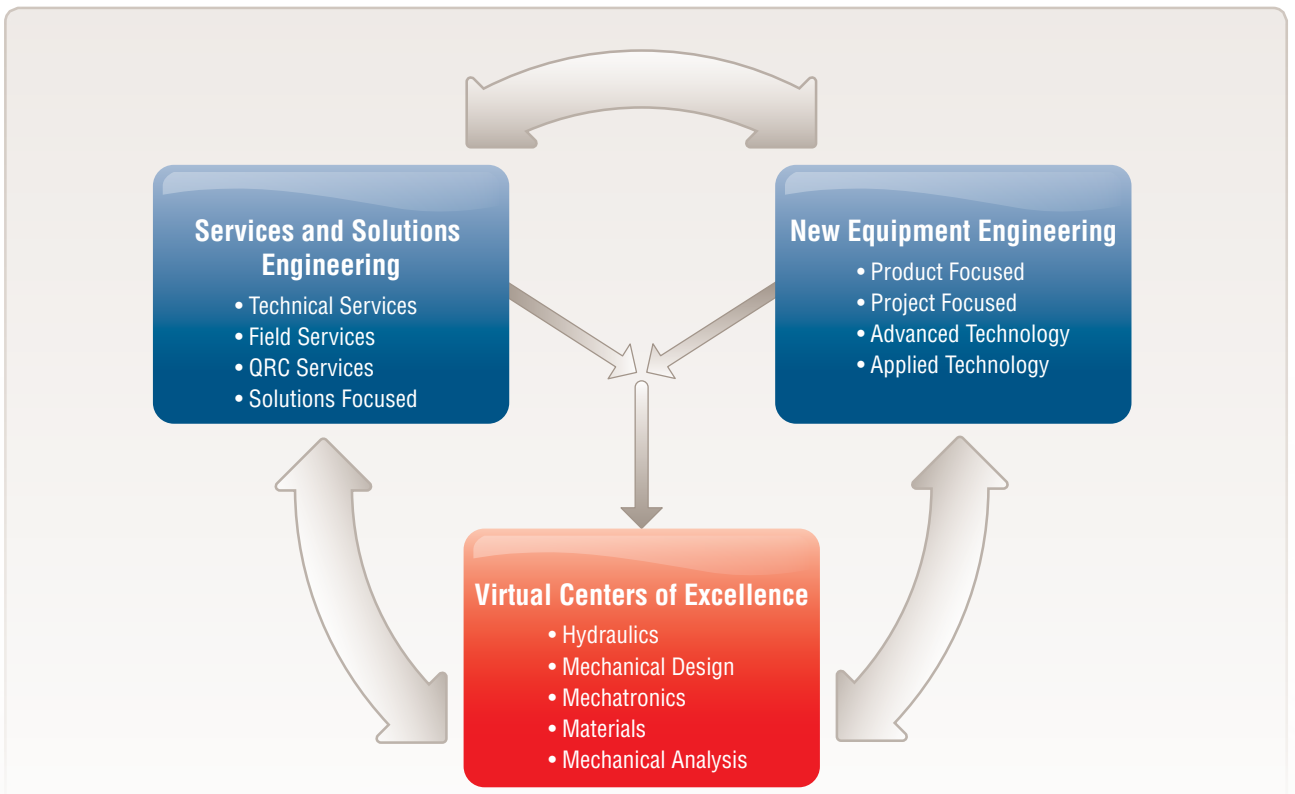 Services and Solutions
Engineering
• Technical Services
• Field Services
• QRC Services
• Solutions Focused
New Equipment Engineering
• Product Focused
• Project Focused
• Advanced Technology
• Applied Technology
Virtual Centers of Excellence
• Hydraulics
• Mechanical Design
• Mechatronics
• Materials
• Mechanical Analysis